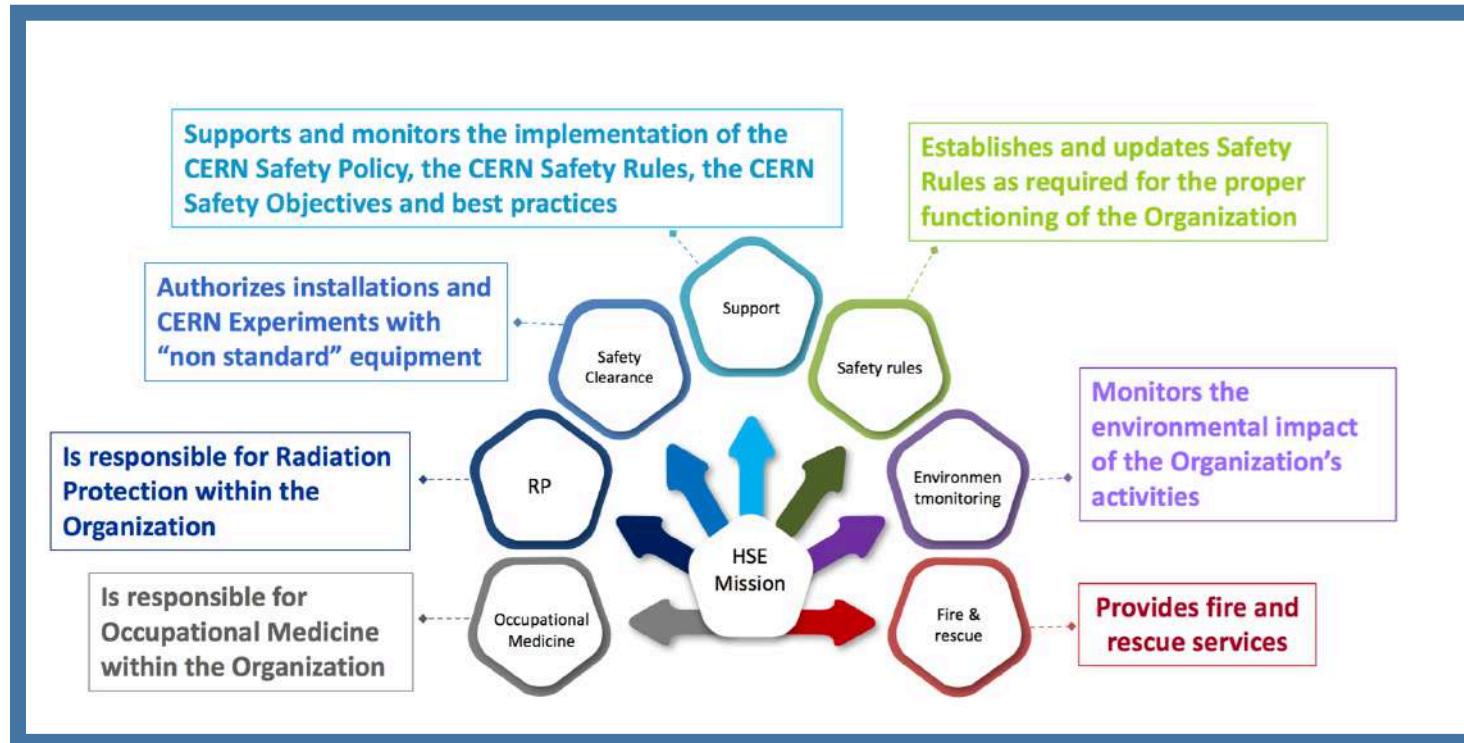 Supports and monitors the implementation of the
CERN Safety Policy, the CERN Safety Rules, the CERN
Safety Objectives and best practices
Establishes and updates Safety
Rules as required for the proper
functioning of the Organization
Authorizes installations and
CERN Experiments with
“non standard” equipment
Support
Safety
Clearance
Safety rules
Monitors the
environmental impact
of the Organization’s
activities
Is responsible for Radiation
Protection within the
Organization
RP
Environmen
tmonitoring
HSE
Mission
Is responsible for
Occupational Medicine
within the Organization
Occupational
Medicine
Fire &
rescue
Provides fire and
rescue services